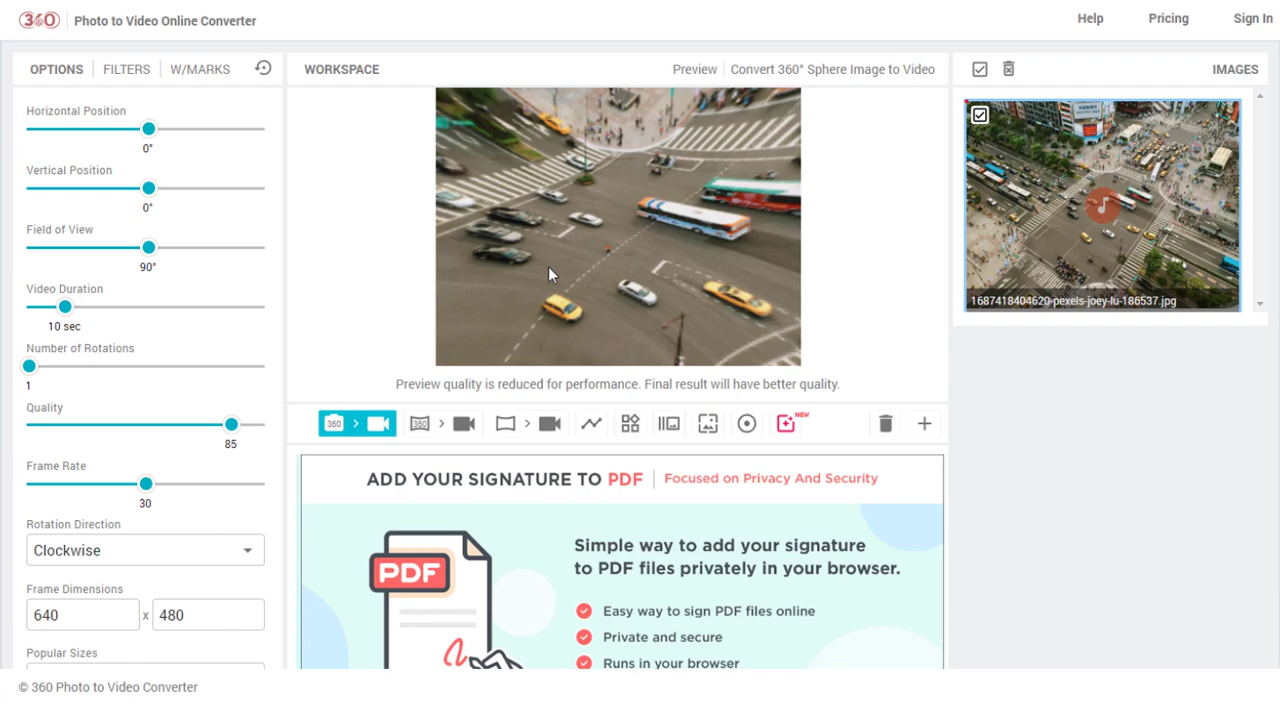 360 Photo to Video Online Converter
Help Pricing Sign In
OPTIONS FILTERS W/MARKS
WORKSPACE Preview Convert 360° Sphere Image to Video
IMAGES
Horizontal Position
0°
Vertical Position
0°
Field of View
90°
Video Duration
10 sec
Number of Rotations
1
Quality
85
Frame Rate
30
Rotation Direction
Clockwise
Frame Dimensions
640 x 480
Popular Sizes
Preview quality is reduced for performance. Final result will have better quality.
360 360 NEW
1687418404620-pexels-joey-lu-186537.jpg
ADD YOUR SIGNATURE TO PDF Focused on Privacy And Security
PDF
Simple way to add your signature
to PDF files privately in your browser.
Easy way to sign PDF files online
Private and secure
Runs in your browser
© 360 Photo to Video Converter